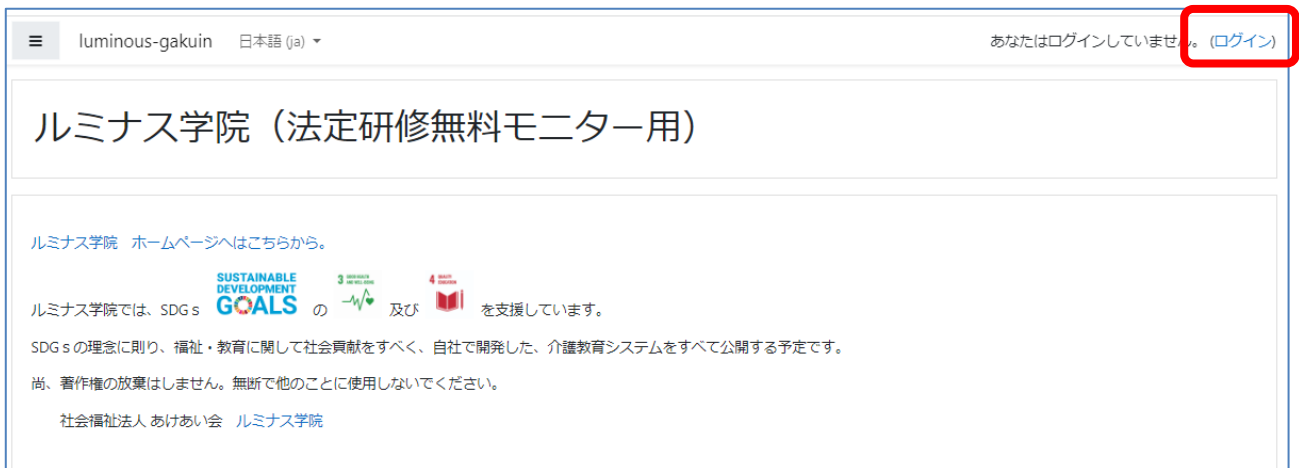 luminous-gakuin 日本語 (ja) あなたはログインしていません。 (ログイン)
ルミナス学院（法定研修無料モニター用）
ルミナス学院　ホームページへはこちらから。
SUSTAINABLE
DEVELOPMENT
GOALS
3
4
ルミナス学院では、SDGｓ の 及び を支援しています。
SDGｓの理念に則り、福祉・教育に関して社会貢献をすべく、自社で開発した、介護教育システムをすべて公開する予定です。
尚、著作権の放棄はしません。無断で他のことに使用しないでください。
社会福祉法人 あけあい会　ルミナス学院